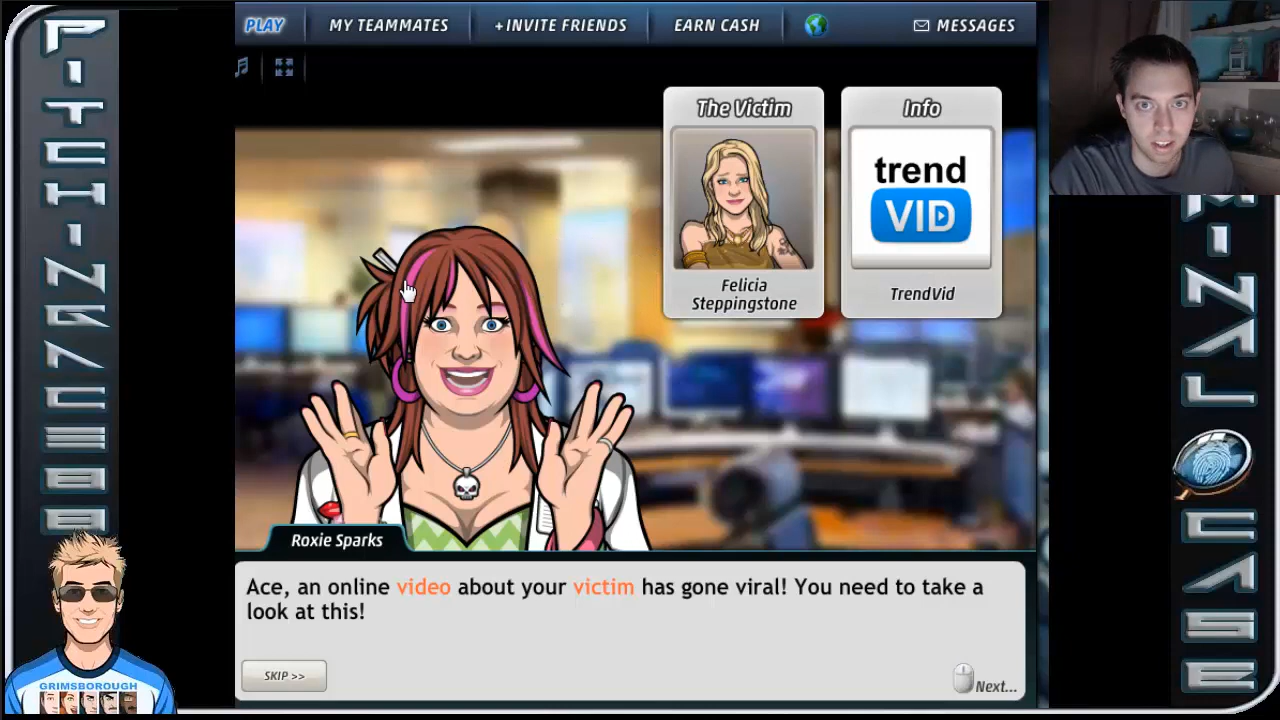 PLAY
MY TEAMMATES
+INVITE FRIENDS
EARN CASH
MESSAGES
The Victim
Info
trend
VID
Felicia
Steppingstone
TrendVid
Roxie Sparks
Ace, an online video about your victim has gone viral! You need to take a
look at this!
SKIP >>
Next...
GRIMSBOROUGH
CASE